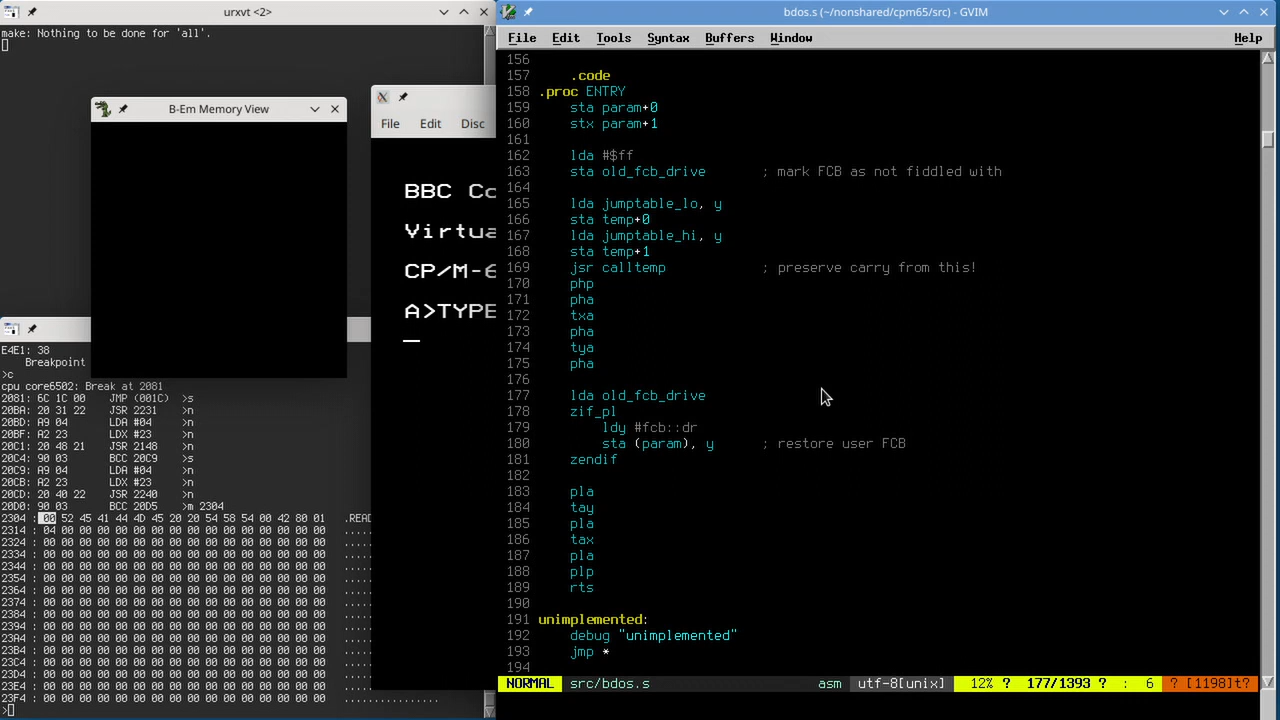 urxvt <2>
make: Nothing to be done for 'all'.
B-Em Memory View
E4E1: 38
Breakpoint
>c
cpu core6502: Break at 2081
2081: 6C 1C 00 JMP (001C) >s
20BA: 20 31 22 JSR 2231 >n
20BD: A9 04 LDA #04 >n
20BF: A2 23 LDX #23 >n
20C1: 20 48 21 JSR 2148 >n
20C4: 90 03 BCC 20C9 >s
20C9: A9 04 LDA #04 >n
20CB: A2 23 LDX #23 >n
20CD: 20 40 22 JSR 2240 >n
20D0: 90 03 BCC 20D5 >m 2304
2304 : 00 52 45 41 44 4D 45 20 20 54 58 54 00 42 80 01 .READ
2314 : 04 00 00 00 00 00 00 00 00 00 00 00 00 00 00 00 .....
2324 : 00 00 00 00 00 00 00 00 00 00 00 00 00 00 00 00 .....
2334 : 00 00 00 00 00 00 00 00 00 00 00 00 00 00 00 00 .....
2344 : 00 00 00 00 00 00 00 00 00 00 00 00 00 00 00 00 .....
2354 : 00 00 00 00 00 00 00 00 00 00 00 00 00 00 00 00 .....
2364 : 00 00 00 00 00 00 00 00 00 00 00 00 00 00 00 00 .....
2374 : 00 00 00 00 00 00 00 00 00 00 00 00 00 00 00 00 .....
2384 : 00 00 00 00 00 00 00 00 00 00 00 00 00 00 00 00 .....
2394 : 00 00 00 00 00 00 00 00 00 00 00 00 00 00 00 00 .....
23A4 : 00 00 00 00 00 00 00 00 00 00 00 00 00 00 00 00 .....
23B4 : 00 00 00 00 00 00 00 00 00 00 00 00 00 00 00 00 .....
23C4 : 00 00 00 00 00 00 00 00 00 00 00 00 00 00 00 00 .....
23D4 : 00 00 00 00 00 00 00 00 00 00 00 00 00 00 00 00 .....
23E4 : 00 00 00 00 00 00 00 00 00 00 00 00 00 00 00 00 .....
23F4 : 00 00 00 00 00 00 00 00 00 00 00 00 00 00 00 00 ................
>
File Edit Disc
BBC Co
Virtua
CP/M-6
A>TYPE
bdos.s (~/nonshared/cpm65/src) - GVIM
File Edit Tools Syntax Buffers Window Help
156
157 .code
158 .proc ENTRY
159 sta param+0
160 stx param+1
161
162 lda #$ff
163 sta old_fcb_drive ; mark FCB as not fiddled with
164
165 lda jumptable_lo, y
166 sta temp+0
167 lda jumptable_hi, y
168 sta temp+1
169 jsr calltemp ; preserve carry from this!
170 php
171 pha
172 txa
173 pha
174 tya
175 pha
176
177 lda old_fcb_drive
178 zif_pl
179 ldy #fcb::dr
180 sta (param), y ; restore user FCB
181 zendif
182
183 pla
184 tay
185 pla
186 tax
187 pla
188 plp
189 rts
190
191 unimplemented:
192 debug "unimplemented"
193 jmp *
194
NORMAL src/bdos.s asm utf-8[unix] 12% ? 177/1393 ? : 6 ? [1198]t?